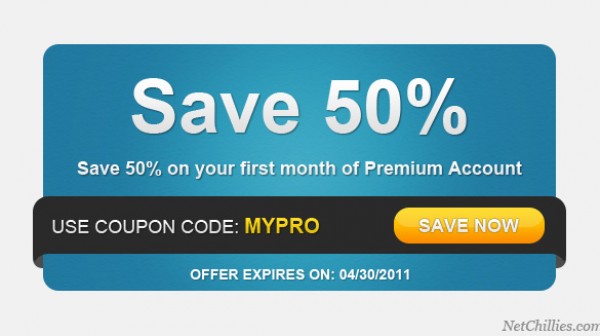 Save 50%
Save 50% on your first month of Premium Account
USE COUPON CODE: MYPRO
SAVE NOW
OFFER EXPIRES ON: 04/30/2011
NetChillies.com